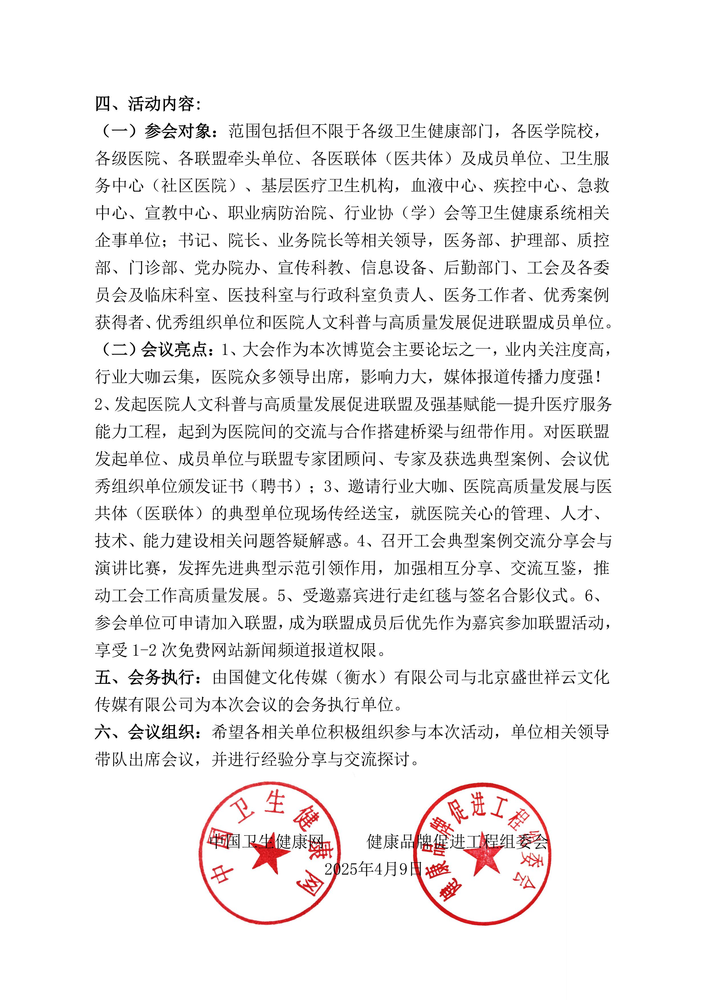 四、活动内容:
（一）参会对象：范围包括但不限于各级卫生健康部门，各医学院校，
各级医院、各联盟牵头单位、各医联体（医共体）及成员单位、卫生服
务中心（社区医院）、基层医疗卫生机构，血液中心、疾控中心、急救
中心、宣教中心、职业病防治院、行业协（学）会等卫生健康系统相关
企事单位；书记、院长、业务院长等相关领导，医务部、护理部、质控
部、门诊部、党办院办、宣传科教、信息设备、后勤部门、工会及各委
员会及临床科室、医技科室与行政科室负责人、医务工作者、优秀案例
获得者、优秀组织单位和医院人文科普与高质量发展促进联盟成员单位。
（二）会议亮点：1、大会作为本次博览会主要论坛之一，业内关注度高，
行业大咖云集，医院众多领导出席，影响力大，媒体报道传播力度强！
2、发起医院人文科普与高质量发展促进联盟及强基赋能—提升医疗服务
能力工程，起到为医院间的交流与合作搭建桥梁与纽带作用。对医联盟
发起单位、成员单位与联盟专家团顾问、专家及获选典型案例、会议优
秀组织单位颁发证书（聘书）；3、邀请行业大咖、医院高质量发展与医
共体（医联体）的典型单位现场传经送宝，就医院关心的管理、人才、
技术、能力建设相关问题答疑解惑。4、召开工会典型案例交流分享会与
演讲比赛，发挥先进典型示范引领作用，加强相互分享、交流互鉴，推
动工会工作高质量发展。5、受邀嘉宾进行走红毯与签名合影仪式。6、
参会单位可申请加入联盟，成为联盟成员后优先作为嘉宾参加联盟活动，
享受 1-2 次免费网站新闻频道报道权限。
五、会务执行：由国健文化传媒（衡水）有限公司与北京盛世祥云文化
传媒有限公司为本次会议的会务执行单位。
六、会议组织：希望各相关单位积极组织参与本次活动，单位相关领导
带队出席会议，并进行经验分享与交流探讨。
中国卫生健康网 健康品牌促进工程组委会
2025年4月9日
中国卫生健康网
健康品牌促进工程组委会